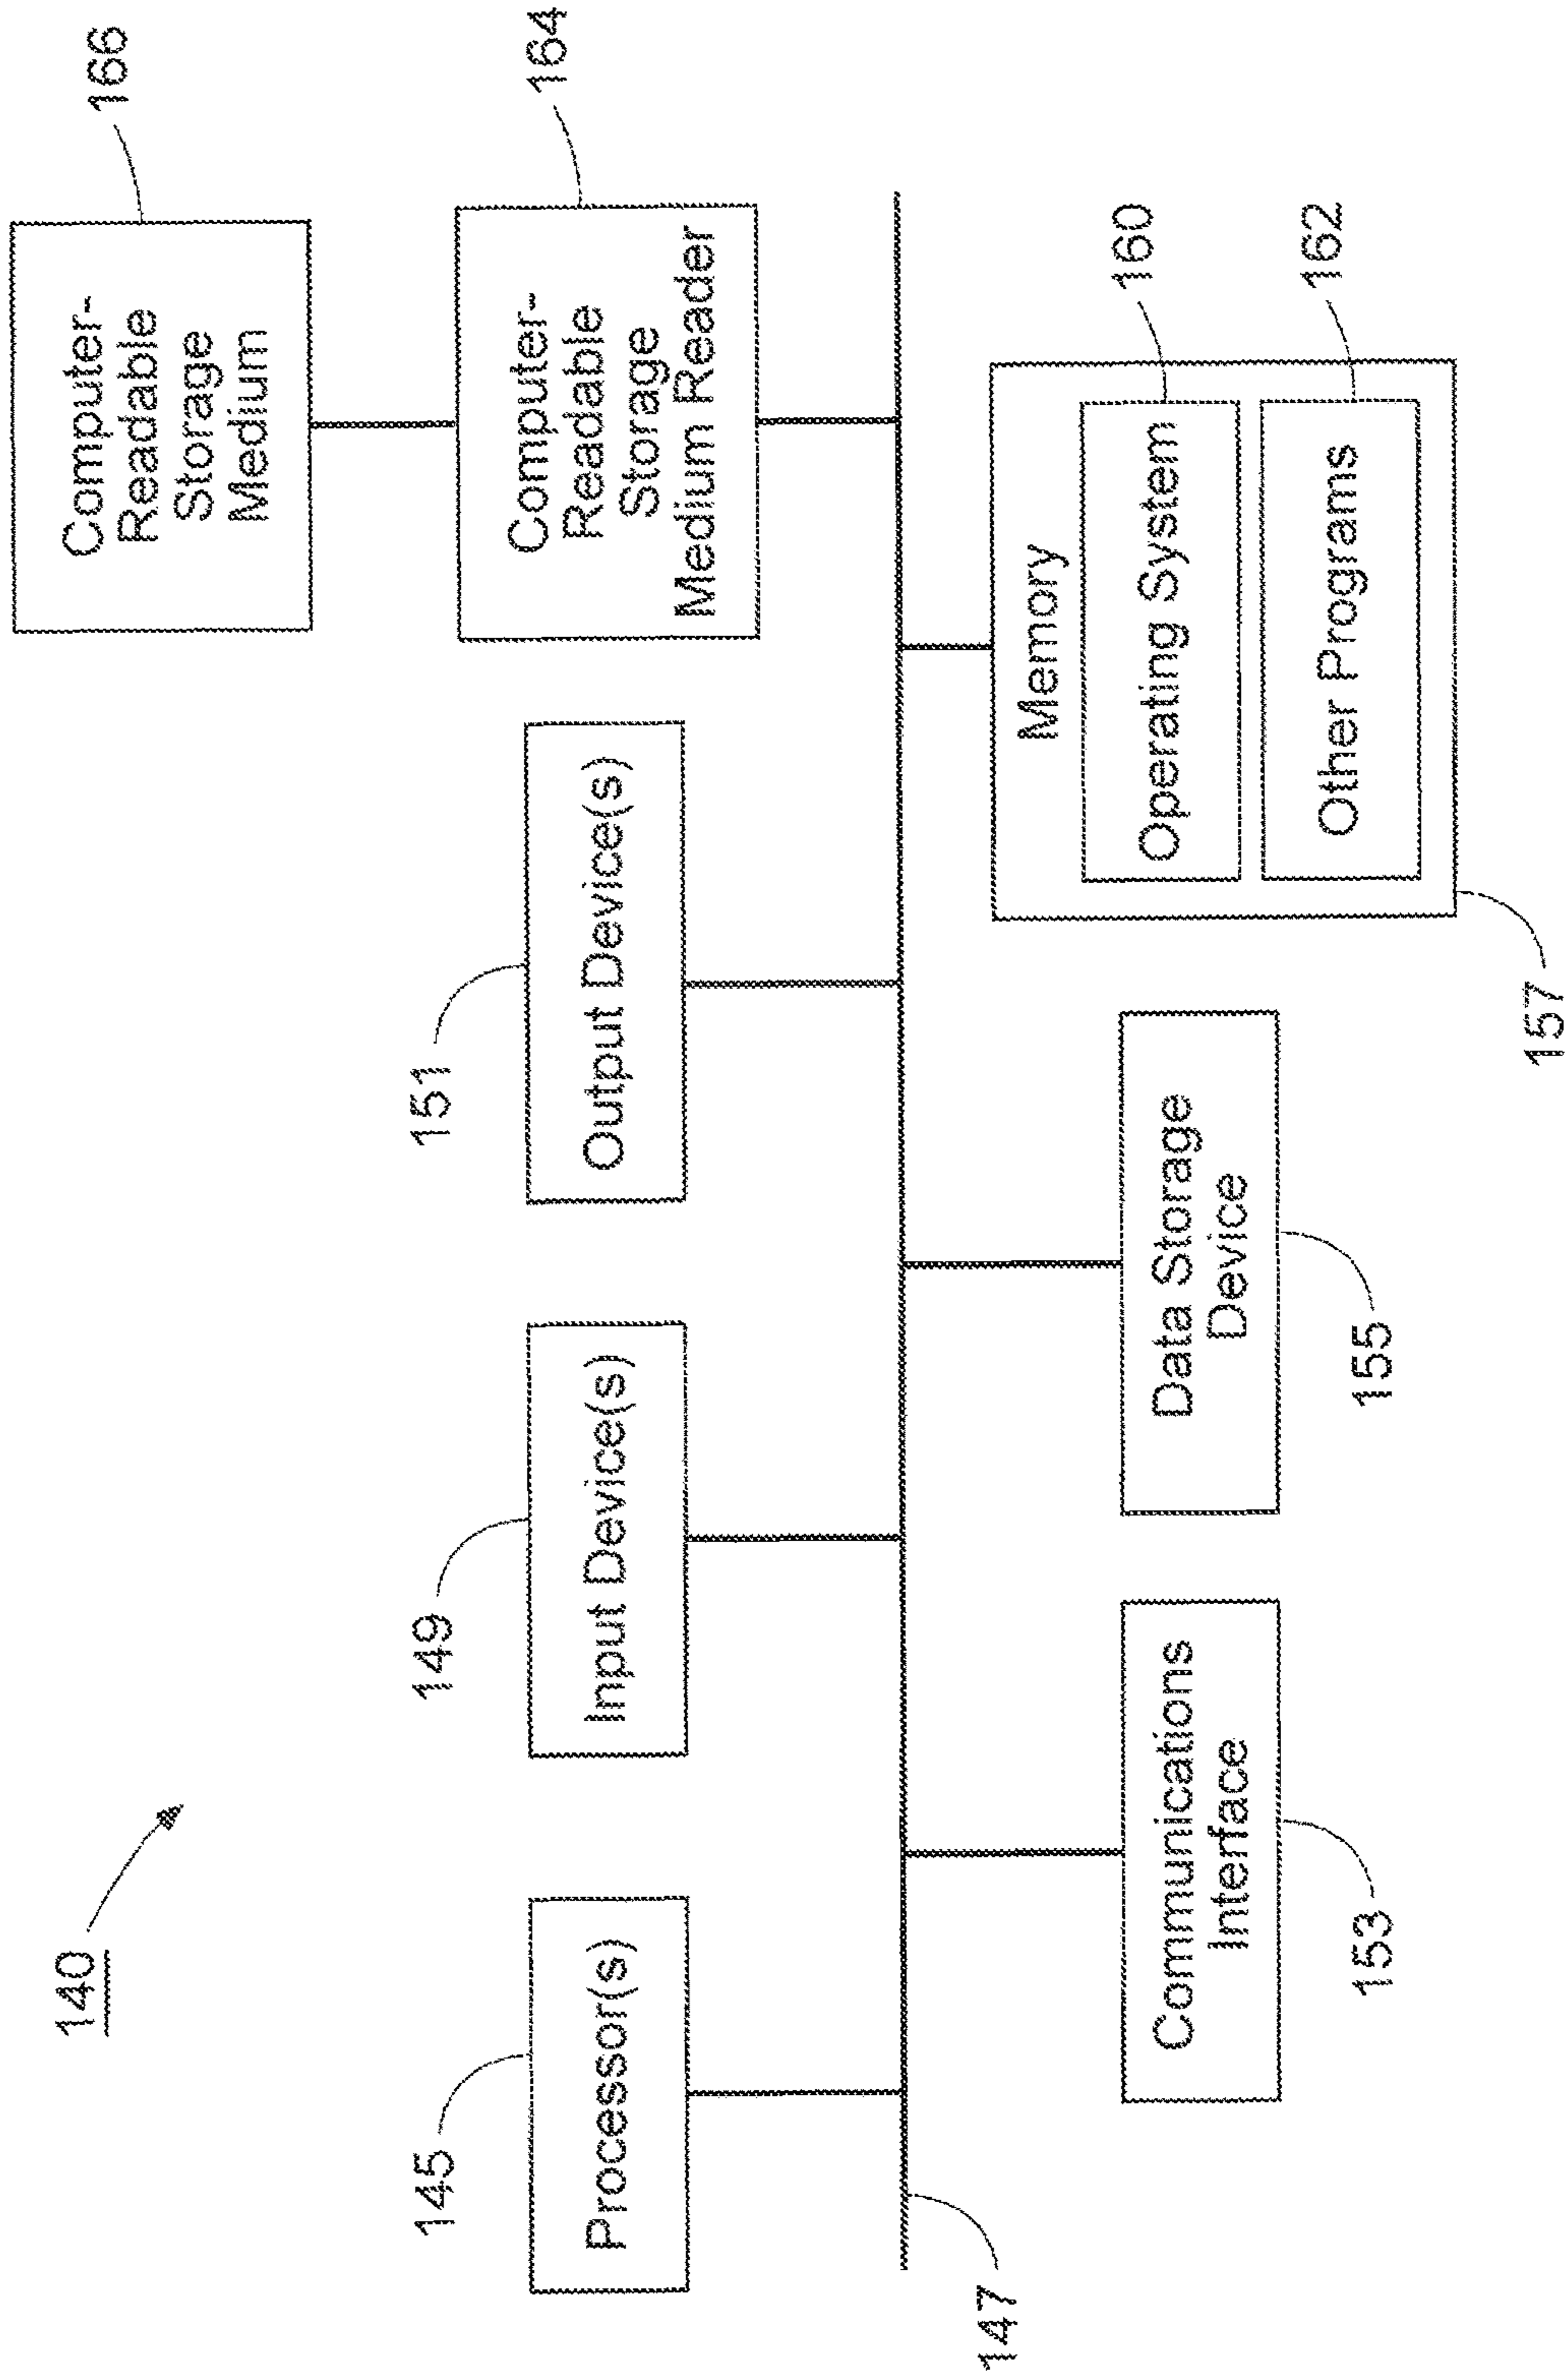 140
166
Computer-
Readable
Storage
Medium
164
Computer-
Readable
Storage
Medium Reader
145
Processor(s)
149
Input Device(s)
151
Output Device(s)
147
153
Communications
Interface
155
Data Storage
Device
157
Memory
160
Operating System
162
Other Programs